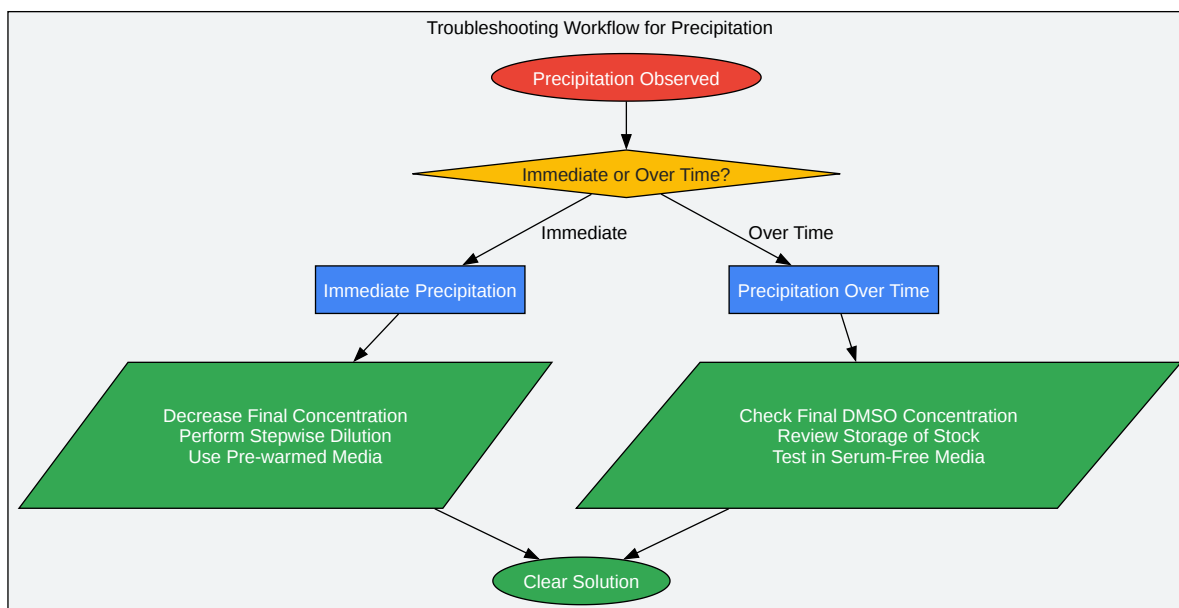 Troubleshooting Workflow for Precipitation
Precipitation Observed
Immediate or Over Time?
Immediate
Over Time
Immediate Precipitation
Precipitation Over Time
Decrease Final Concentration
Perform Stepwise Dilution
Use Pre-warmed Media
Check Final DMSO Concentration
Review Storage of Stock
Test in Serum-Free Media
Clear Solution